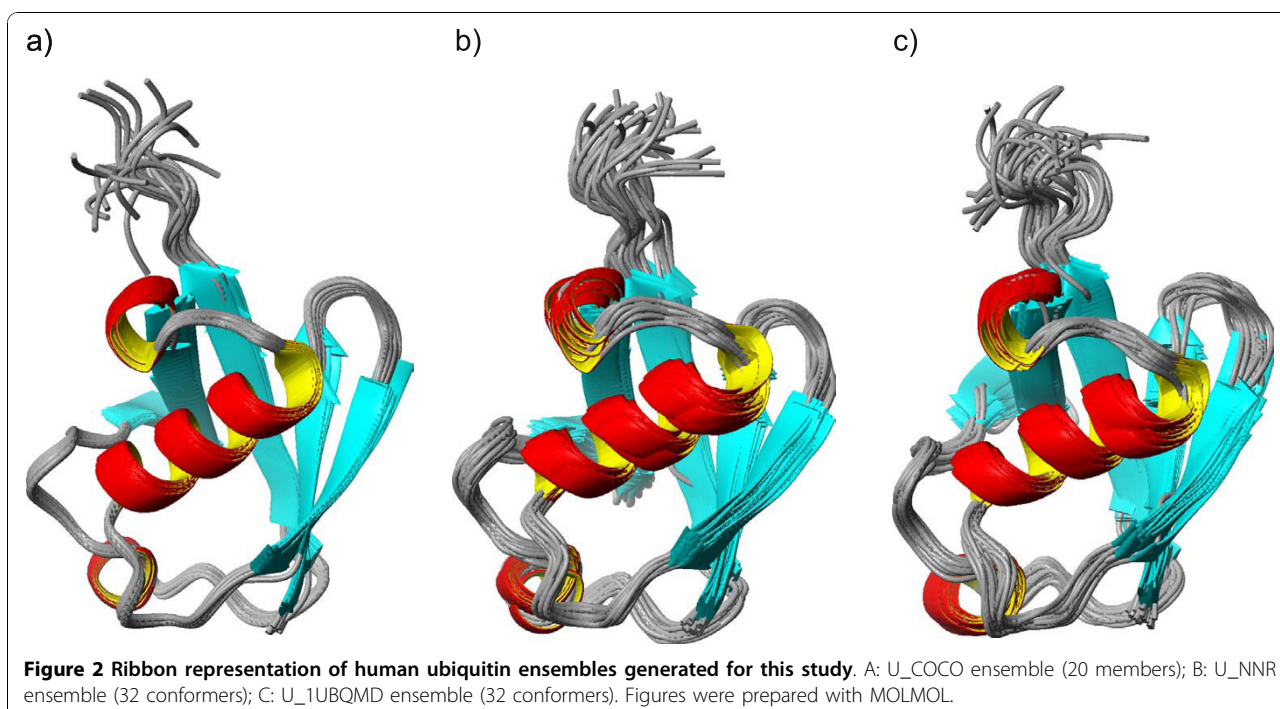 a)
b)
c)
Figure 2 Ribbon representation of human ubiquitin ensembles generated for this study. A: U_COCO ensemble (20 members); B: U_NNR
ensemble (32 conformers); C: U_1UBQMD ensemble (32 conformers). Figures were prepared with MOLMOL.